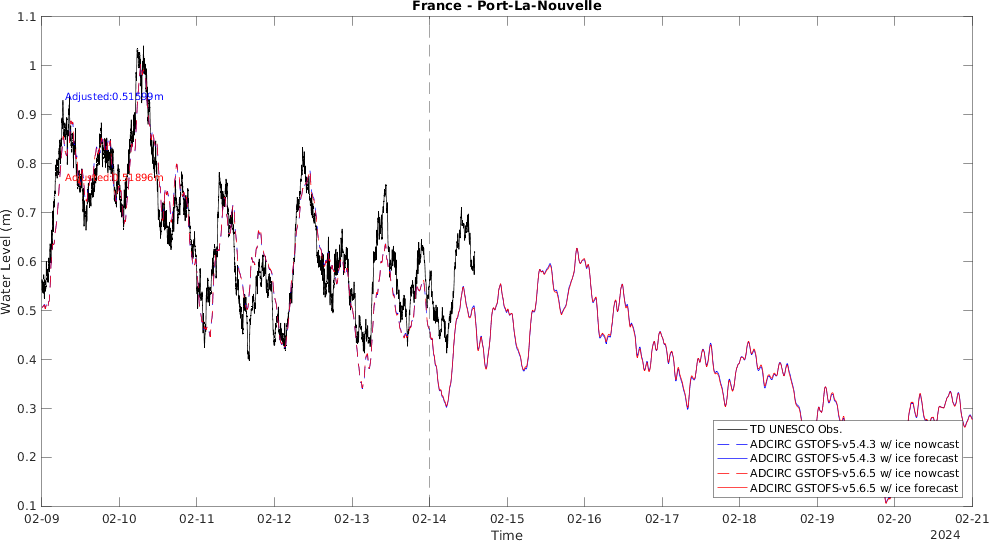 France - Port-La-Nouvelle
1.1
1
0.9
0.8
0.7
0.6
0.5
0.4
0.3
0.2
0.1
Water Level (m)
Adjusted:0.51599m
Adjusted:0.51896m
TD UNESCO Obs.
ADCIRC GSTOFS-v5.4.3 w/ ice nowcast
ADCIRC GSTOFS-v5.4.3 w/ ice forecast
ADCIRC GSTOFS-v5.6.5 w/ ice nowcast
ADCIRC GSTOFS-v5.6.5 w/ ice forecast
02-09 02-10 02-11 02-12 02-13 02-14 02-15 02-16 02-17 02-18 02-19 02-20 02-21
Time
2024